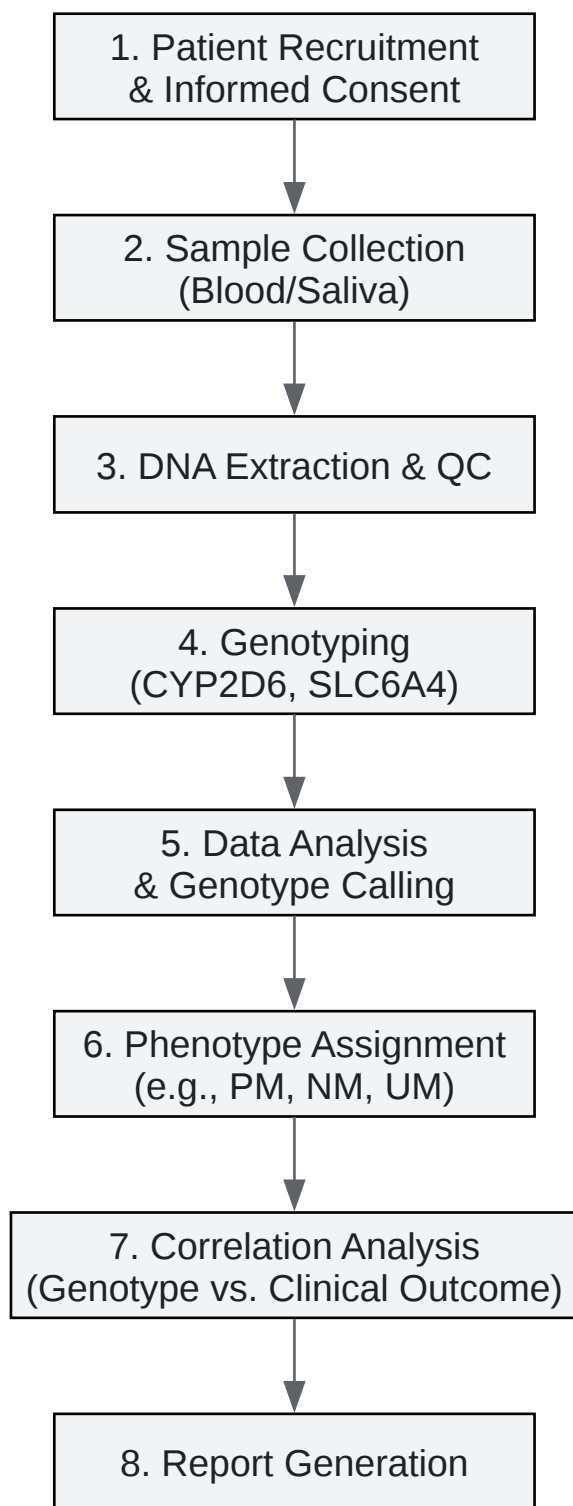 1. Patient Recruitment
& Informed Consent
2. Sample Collection
(Blood/Saliva)
3. DNA Extraction & QC
4. Genotyping
(CYP2D6, SLC6A4)
5. Data Analysis
& Genotype Calling
6. Phenotype Assignment
(e.g., PM, NM, UM)
7. Correlation Analysis
(Genotype vs. Clinical Outcome)
8. Report Generation